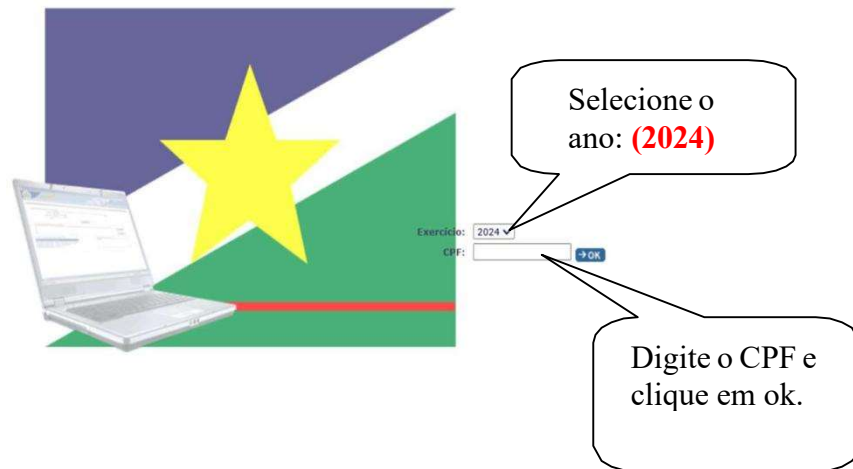 Selecione o
ano: (2024)
Exercício: 2024
CPF:
OK
Digite o CPF e
clique em ok.